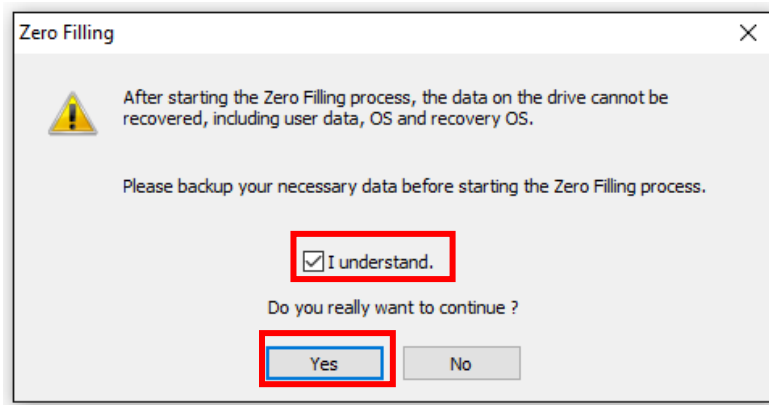 Zero Filling
After starting the Zero Filling process, the data on the drive cannot be
recovered, including user data, OS and recovery OS.
Please backup your necessary data before starting the Zero Filling process.
I understand.
Do you really want to continue ?
Yes No